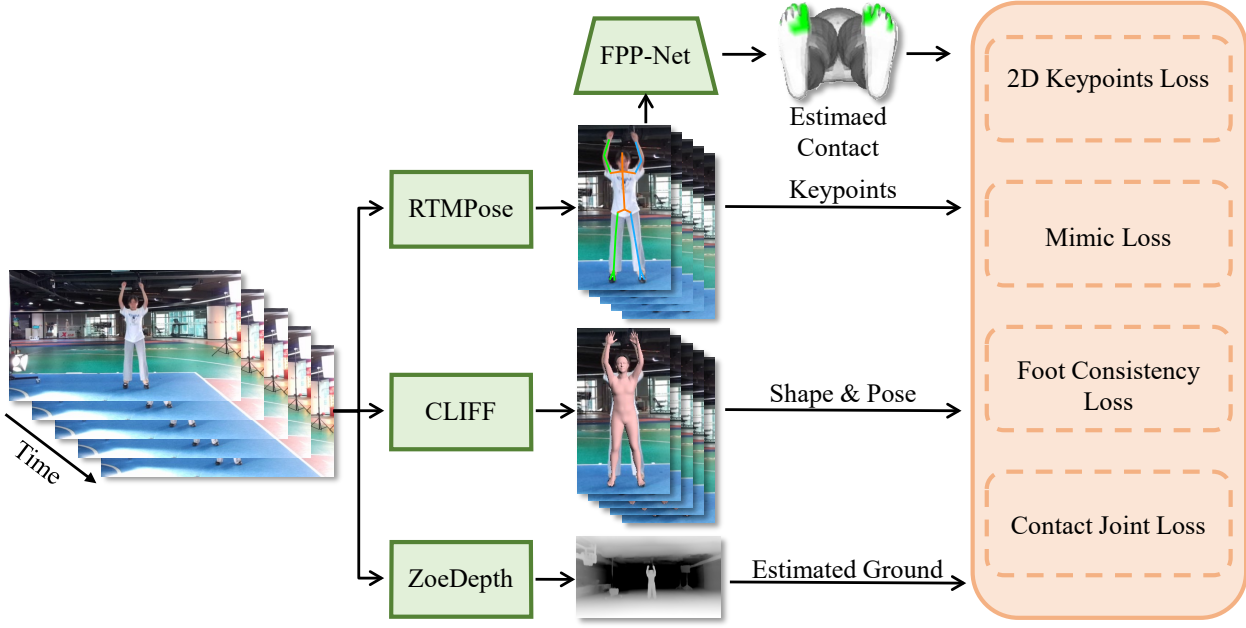 FPP-Net
Estimaed
Contact
2D Keypoints Loss
RTMPose
Keypoints
Mimic Loss
Time
CLIFF
Shape & Pose
Foot Consistency
Loss
ZoeDepth
Estimated Ground
Contact Joint Loss